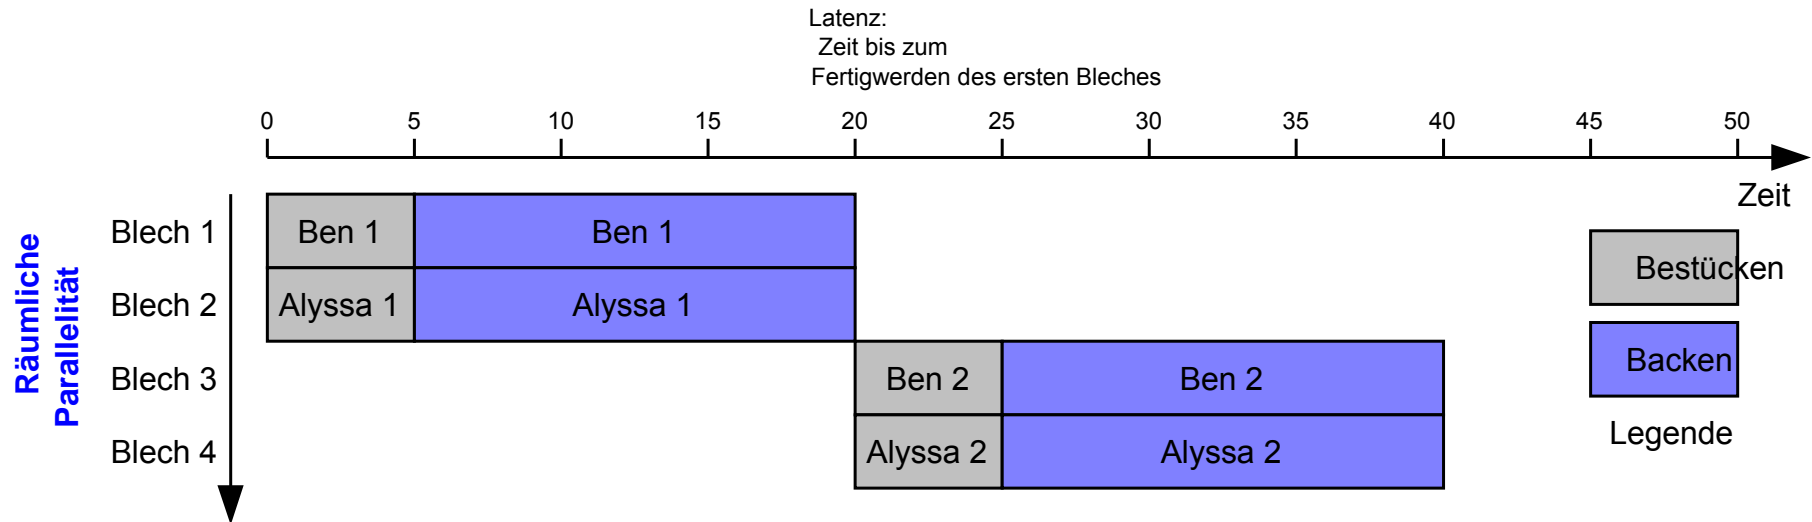 Latenz:
Zeit bis zum
Fertigwerden des ersten Bleches
0 5 10 15 20 25 30 35 40 45 50
Zeit
Räumliche
Parallelität
Blech 1 Ben 1 Ben 1
Blech 2 Alyssa 1 Alyssa 1
Blech 3 Ben 2 Ben 2
Blech 4 Alyssa 2 Alyssa 2
Bestücken
Backen
Legende